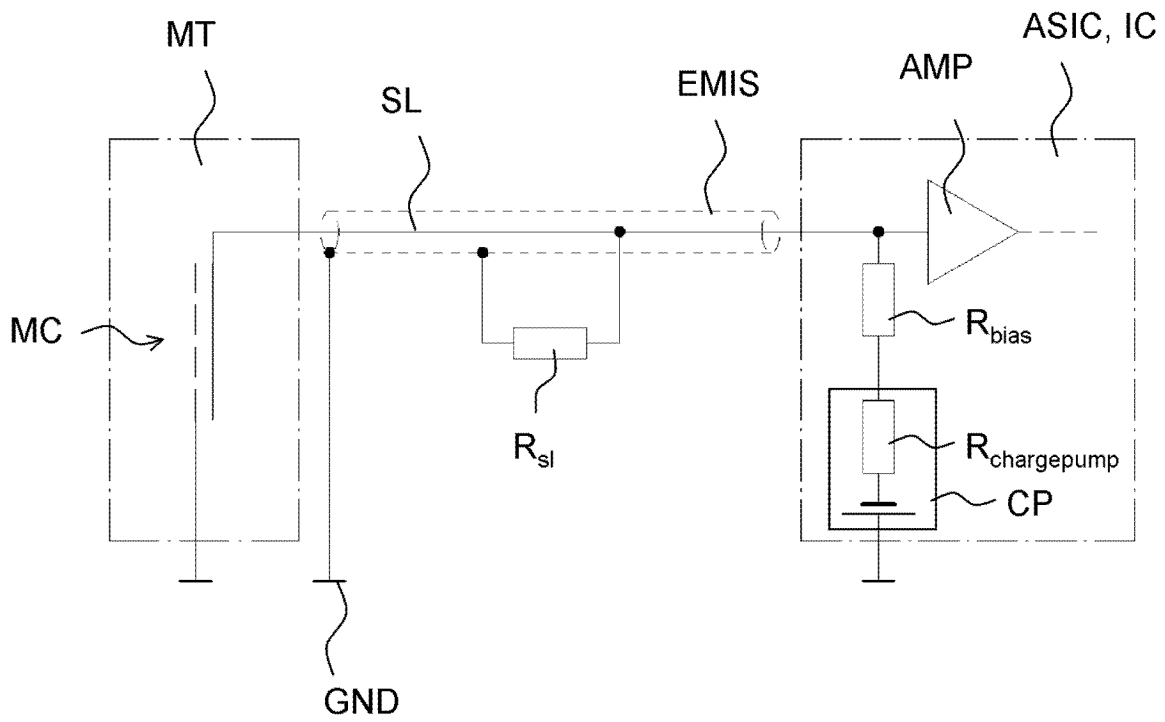 MT
SL
EMIS
AMP
ASIC, IC
MC
R_bias
R_sl
R_chargepump
CP
GND